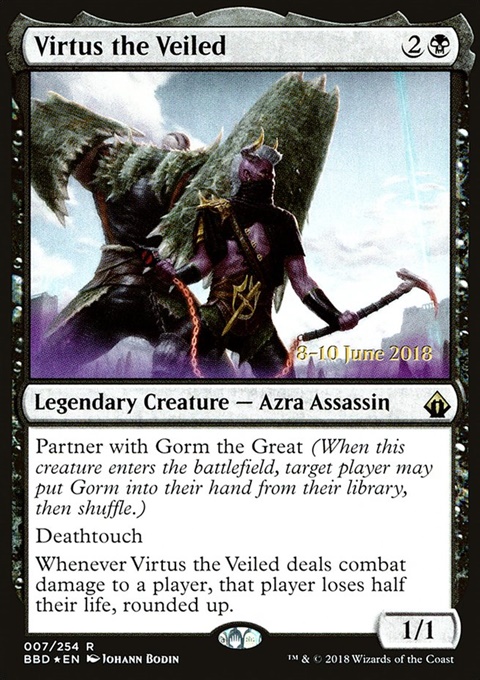 Virtus the Veiled 2
8-10 June 2018
Legendary Creature — Azra Assassin
Partner with Gorm the Great (When this
creature enters the battlefield, target player may
put Gorm into their hand from their library,
then shuffle.)
Deathtouch
Whenever Virtus the Veiled deals combat
damage to a player, that player loses half
their life, rounded up.
1/1
007/254 R
BBD ★ EN Johann Bodin
™ & © 2018 Wizards of the Coast